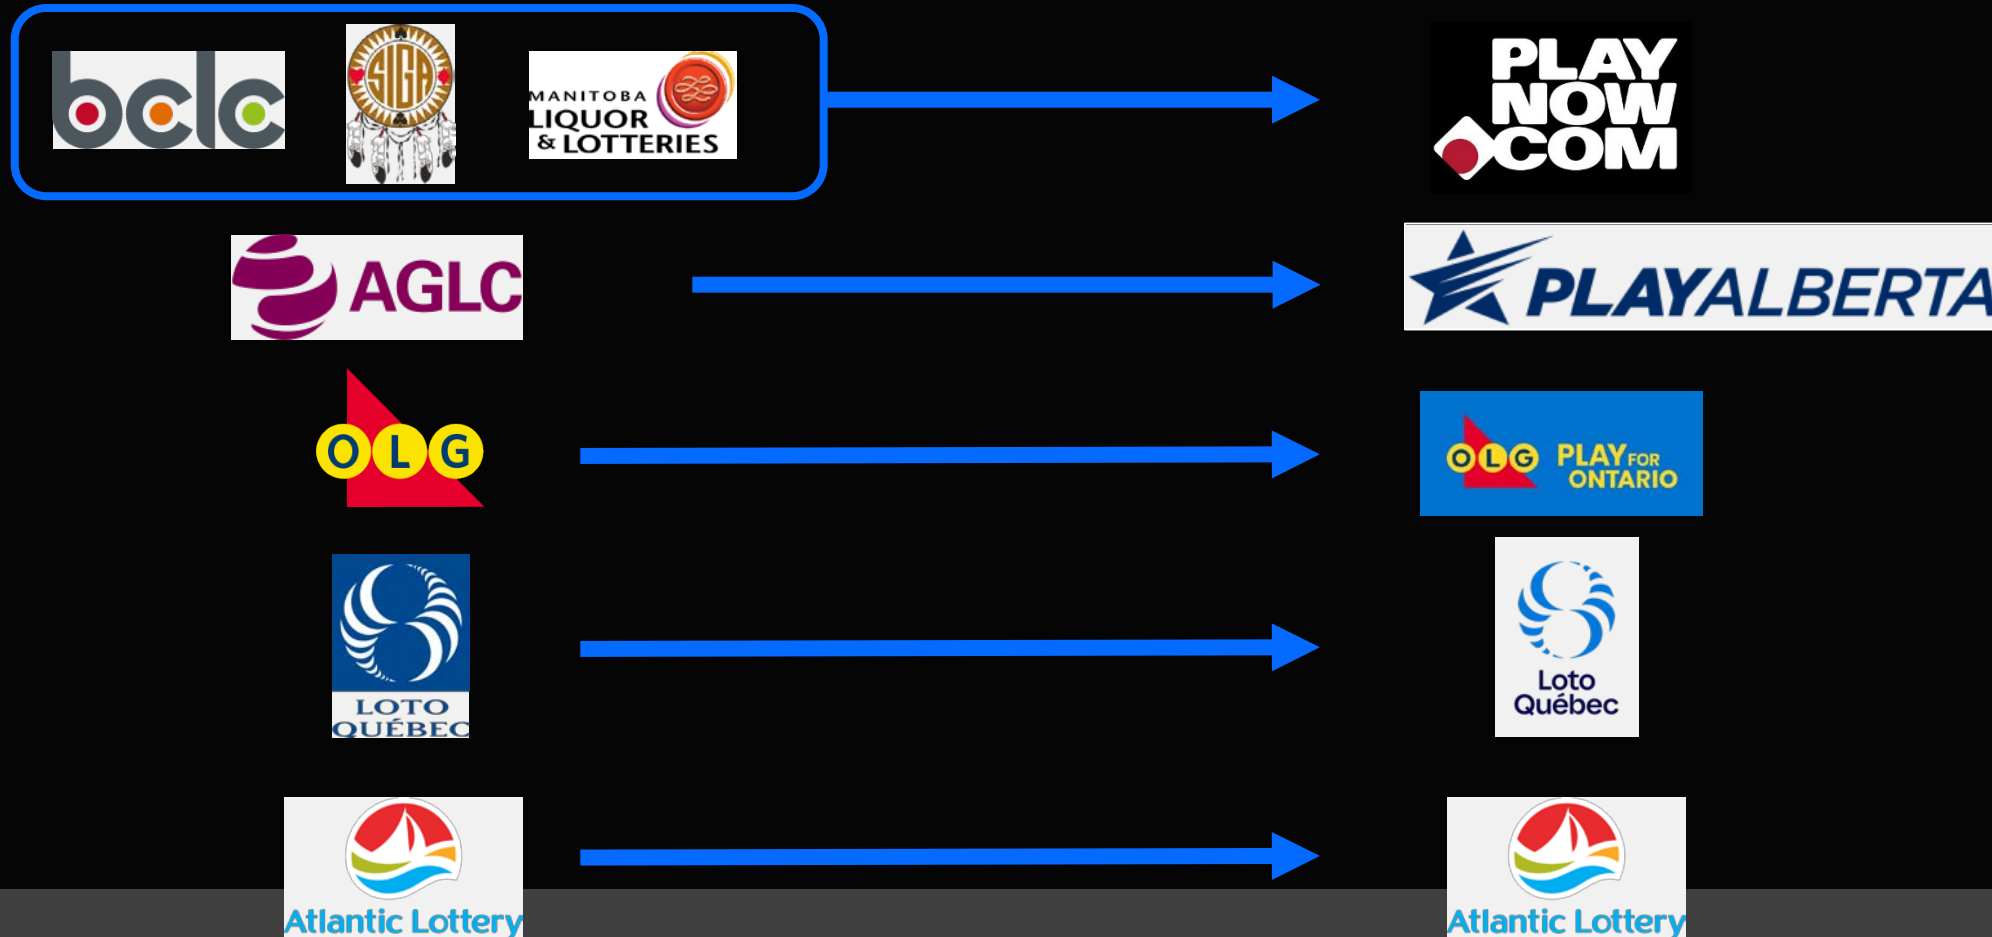 bclc
SIGA
MANITOBA
LIQUOR
& LOTTERIES
PLAY
NOW
.COM
AGLC
PLAYALBERTA
OLG
OLG PLAY FOR
ONTARIO
LOTO
QUÉBEC
Loto
Québec
Atlantic Lottery
Atlantic Lottery